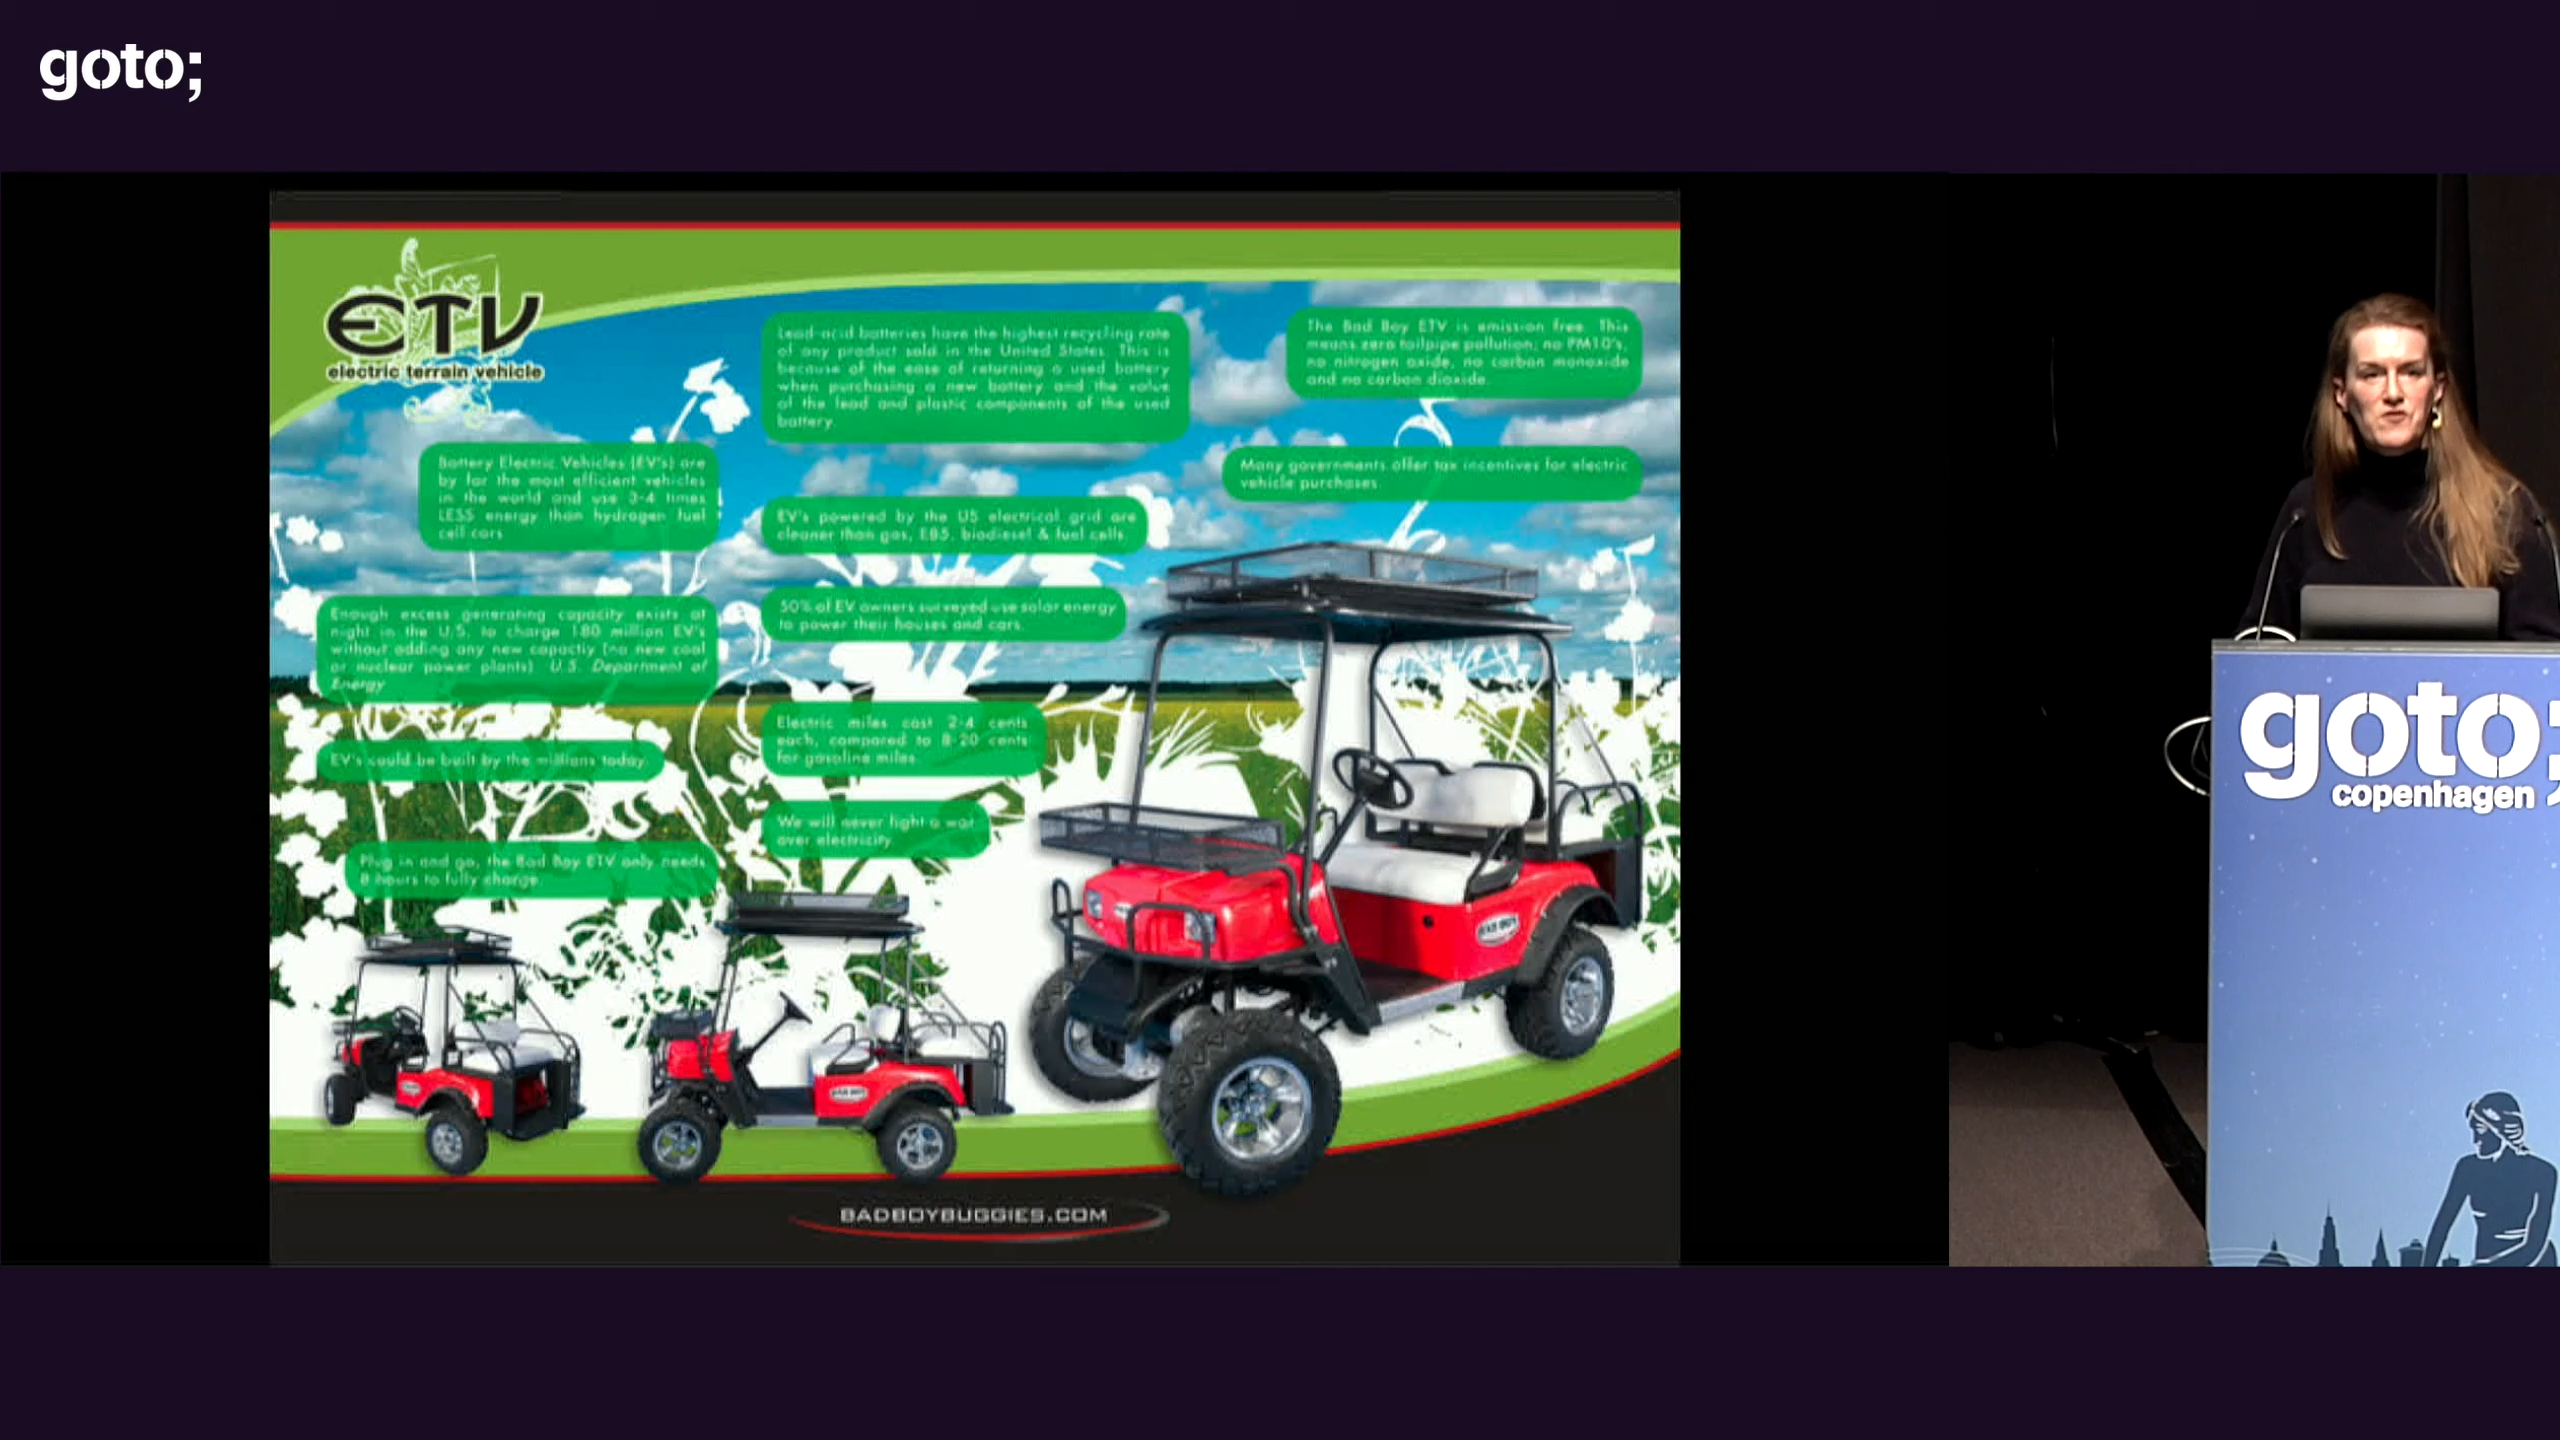 goto;
ETV
electric terrain vehicle
Battery Electric Vehicles (EV's) are
by far the most efficient vehicles
in the world and use 3-4 times
LESS energy than hydrogen fuel
cell cars
Enough excess generating capacity exists at
night in the U.S. to charge 180 million EV's
without adding any new capactiy (no new coal
or nuclear power plants) U.S. Department of
Energy
EV's could be built by the millions today.
Plug in and go, the Bad Boy ETV only needs
8 hours to fully charge.
Lead-acid batteries have the highest recycling rate
of any product sold in the United States. This is
because of the ease of returning a used battery
when purchasing a new battery and the value
of the lead and plastic components of the used
battery.
EV's powered by the US electrical grid are
cleaner than gas, E85, biodiesel & fuel cells.
50% of EV owners surveyed use solar energy
to power their houses and cars.
Electric miles cost 2-4 cents
each, compared to 8-20 cents
for gasoline miles.
We will never fight a war
over electricity.
The Bad Boy ETV is emission free. This
means zero tailpipe pollution; no PM10's,
no nitrogen oxide, no carbon monoxide
and no carbon dioxide.
Many governments offer tax incentives for electric
vehicle purchases.
BAD BOY
BAD BOY
BADBOYBUGGIES.COM
goto;
copenhagen